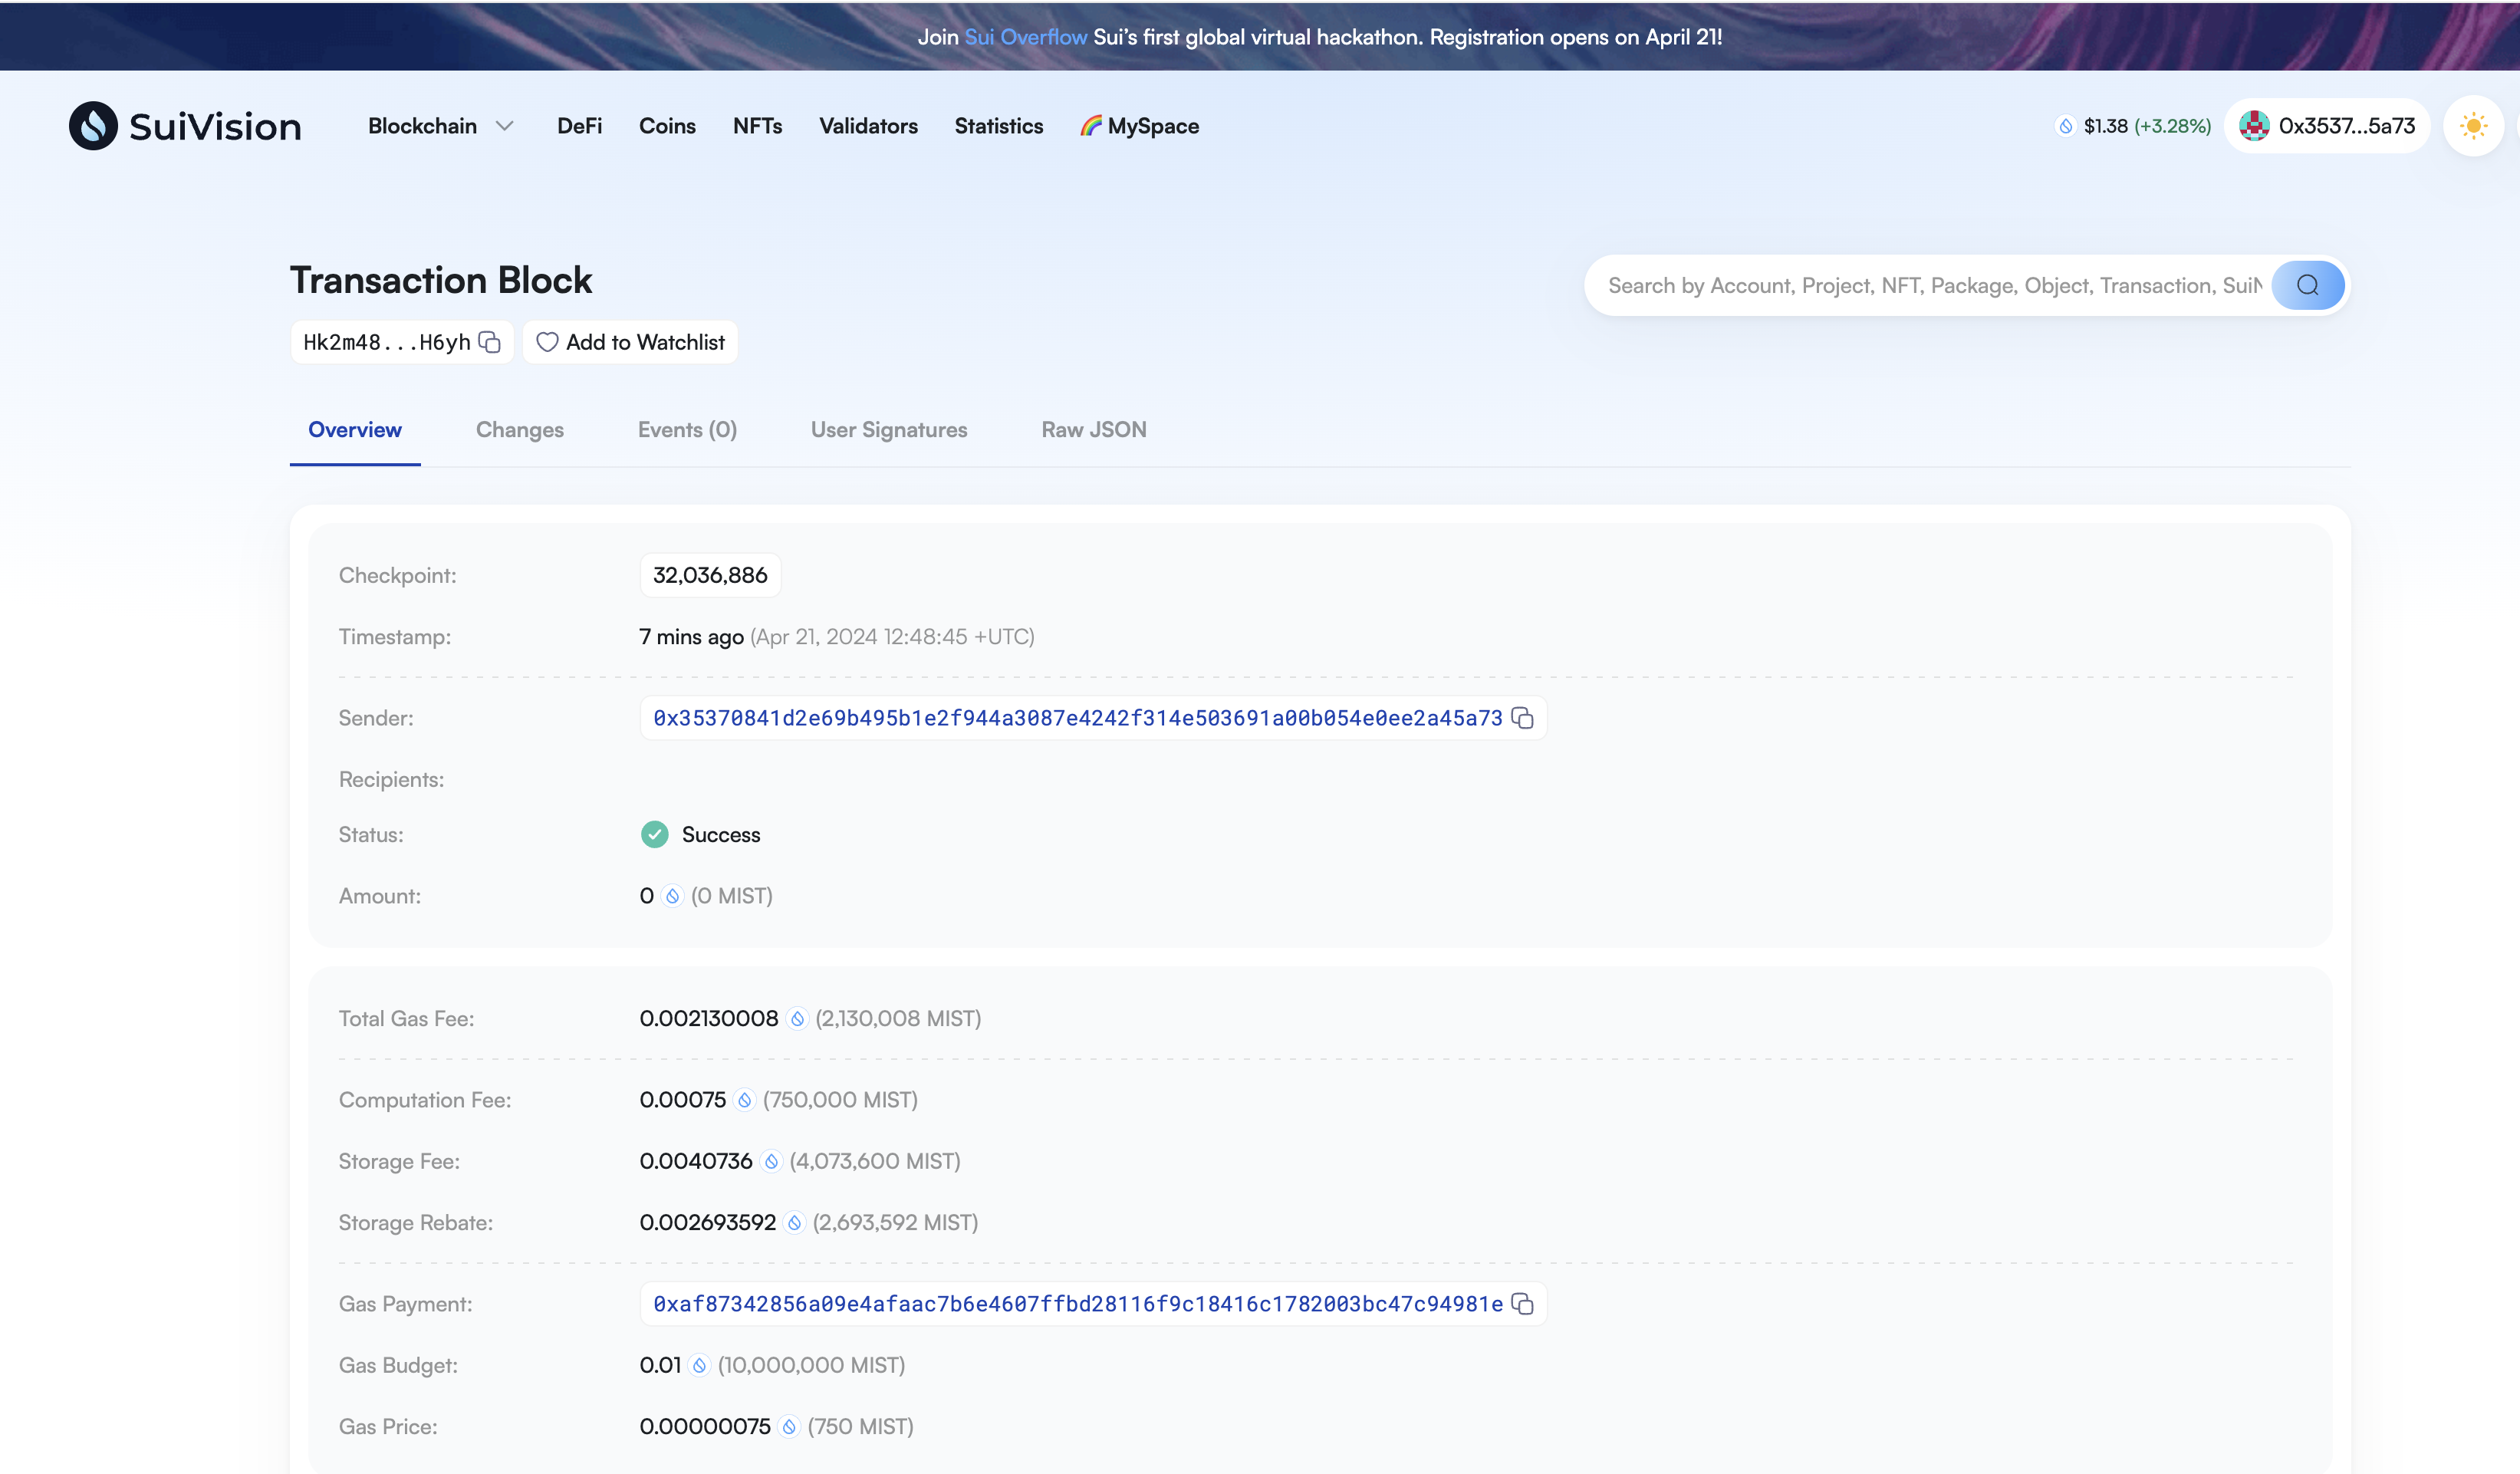 Join Sui Overflow Sui's first global virtual hackathon. Registration opens on April 21!
SuiVision
Blockchain DeFi Coins NFTs Validators Statistics MySpace $1.38 (+3.28%) 0x3537...5a73
Transaction Block
Search by Account, Project, NFT, Package, Object, Transaction, SuiN
Hk2m48...H6yh Add to Watchlist
Overview Changes Events (0) User Signatures Raw JSON
Checkpoint: 32,036,886
Timestamp: 7 mins ago (Apr 21, 2024 12:48:45 +UTC)
Sender: 0x35370841d2e69b495b1e2f944a3087e4242f314e503691a00b054e0ee2a45a73
Recipients:
Status: Success
Amount: 0 (0 MIST)
Total Gas Fee: 0.002130008 (2,130,008 MIST)
Computation Fee: 0.00075 (750,000 MIST)
Storage Fee: 0.0040736 (4,073,600 MIST)
Storage Rebate: 0.002693592 (2,693,592 MIST)
Gas Payment: 0xaf87342856a09e4afaac7b6e4607ffbd28116f9c18416c1782003bc47c94981e
Gas Budget: 0.01 (10,000,000 MIST)
Gas Price: 0.00000075 (750 MIST)